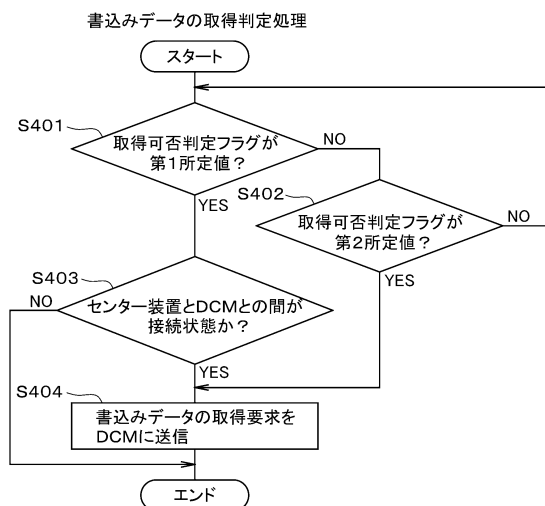 書込みデータの取得判定処理
スタート
S401
取得可否判定フラグが
第1所定値？
NO
YES
S402
取得可否判定フラグが
第2所定値？
NO
YES
S403
センター装置とDCMとの間が
接続状態か？
NO
YES
S404
書込みデータの取得要求を
DCMに送信
エンド